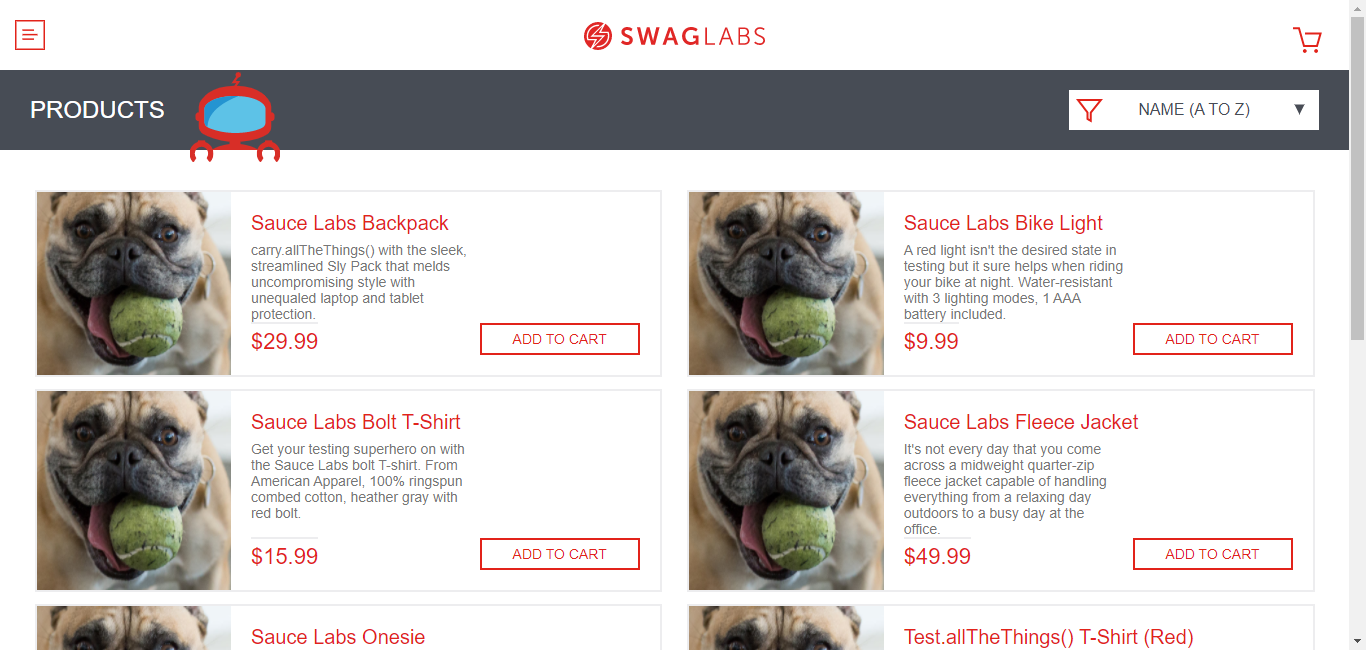 SWAGLABS
PRODUCTS
NAME (A TO Z)
Sauce Labs Backpack
carry.allTheThings() with the sleek,
streamlined Sly Pack that melds
uncompromising style with
unequaled laptop and tablet
protection.
$29.99
ADD TO CART
Sauce Labs Bike Light
A red light isn't the desired state in
testing but it sure helps when riding
your bike at night. Water-resistant
with 3 lighting modes, 1 AAA
battery included.
$9.99
ADD TO CART
Sauce Labs Bolt T-Shirt
Get your testing superhero on with
the Sauce Labs bolt T-shirt. From
American Apparel, 100% ringspun
combed cotton, heather gray with
red bolt.
$15.99
ADD TO CART
Sauce Labs Fleece Jacket
It's not every day that you come
across a midweight quarter-zip
fleece jacket capable of handling
everything from a relaxing day
outdoors to a busy day at the
office.
$49.99
ADD TO CART
Sauce Labs Onesie
Test.allTheThings() T-Shirt (Red)